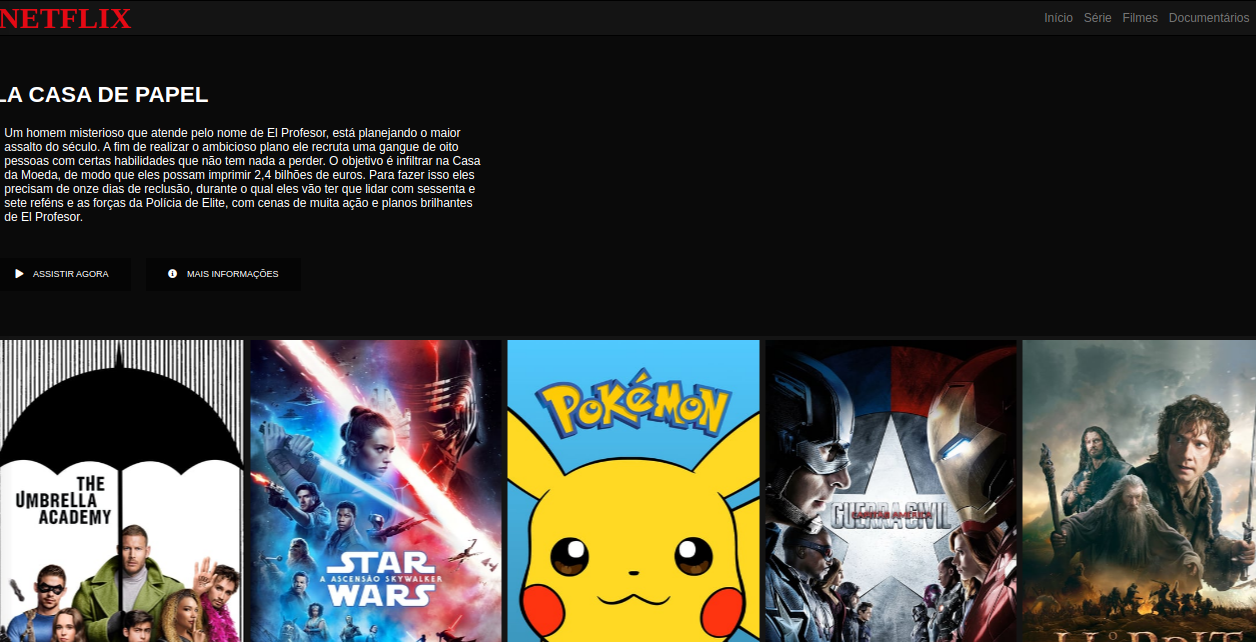 NETFLIX
Início Série Filmes Documentários
LA CASA DE PAPEL
Um homem misterioso que atende pelo nome de El Profesor, está planejando o maior
assalto do século. A fim de realizar o ambicioso plano ele recruta uma gangue de oito
pessoas com certas habilidades que não tem nada a perder. O objetivo é infiltrar na Casa
da Moeda, de modo que eles possam imprimir 2,4 bilhões de euros. Para fazer isso eles
precisam de onze dias de reclusão, durante o qual eles vão ter que lidar com sessenta e
sete reféns e as forças da Polícia de Elite, com cenas de muita ação e planos brilhantes
de El Profesor.
ASSISTIR AGORA MAIS INFORMAÇÕES
THE
UMBRELLA
ACADEMY
STAR
A ASCENSÃO SKYWALKER
WARS
POKéMON
GUERRA CIVIL
CAPITÃO AMÉRICA